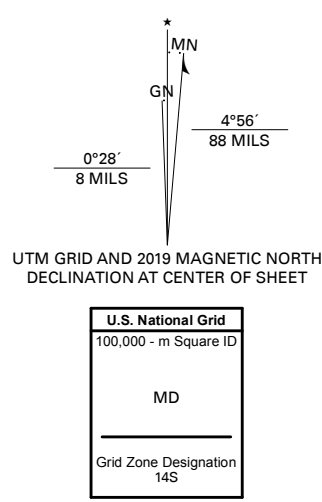 ★
MN
GN
4°56´
88 MILS
0°28´
8 MILS
UTM GRID AND 2019 MAGNETIC NORTH
DECLINATION AT CENTER OF SHEET
U.S. National Grid
100,000 - m Square ID
MD
Grid Zone Designation
14S